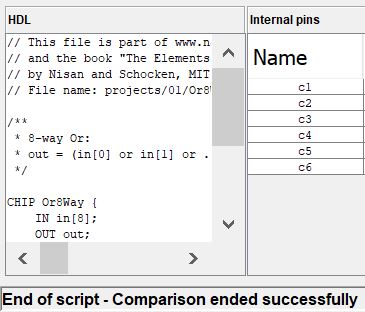 HDL
// This file is part of www.n
// and the book "The Elements
// by Nisan and Schocken, MIT
// File name: projects/01/Or8W
/**
* 8-way Or:
* out = (in[0] or in[1] or .
*/
CHIP Or8Way {
IN in[8];
OUT out;
Internal pins
Name
c1
c2
c3
c4
c5
c6
End of script - Comparison ended successfully